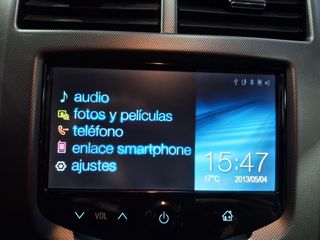 audio
fotos y películas
teléfono
enlace smartphone
ajustes
15:47
17°C 2013/05/04
VOL